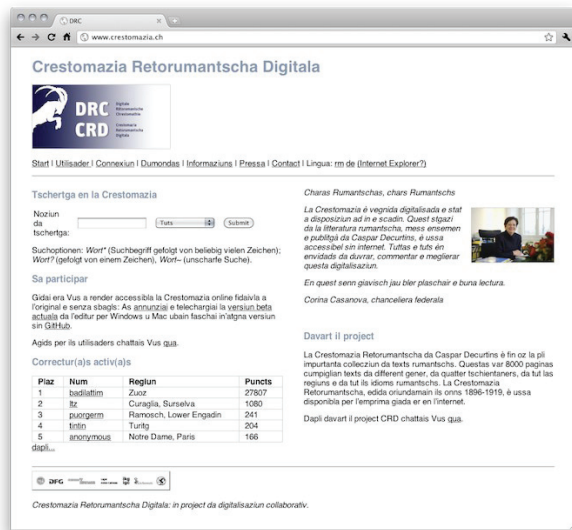 DRC
www.crestomazia.ch
Crestomazia Retorumantscha Digitala
DRC
Digitale
Rätoromanische
Chrestomathie
CRD
Crestomazia
Retorumantscha
Digitala
Start | Utilisader | Connexiun | Dumondas | Infurmaziuns | Pressa | Contact | Lingua: rm de (Internet Explorer?)
Tschertga en la Crestomazia
Noziun
da
tschertga:
Tuts
Submit
Suchoption: Wort* (Suchbegriff gefolgt von beliebig vielen Zeichen);
Wort? (gefolgt von einem Zeichen), Wort~ (unscharfe Suche).
Sa participar
Gidai era Vus a render accessibla la Crestomazia online fidaivla a
l'original e senza sbagls: As annunziai e telechargiai la versiun beta
actuala da l'editur per Windows u Mac ubain faschai in'atgna versiun
sin GitHub.
Agids per ils utilisaders chattais Vus qua.
Correctur(a)s activ(a)s
Plaz Num Regiun Puncts
1 badilattim Zuoz 27807
2 ltz Curaglia, Surselva 1080
3 puorgerm Ramosch, Lower Engadin 241
4 tintin Turitg 204
5 anonymous Notre Dame, Paris 166
dapli...
Charas Rumantschas, chars Rumantschs
La Crestomazia è vegnida digitalisada e stat
a disposiziun ad in e scadin. Quest stgazi
da la litteratura rumantscha, mess ensemen
e publitgà da Caspar Decurtins, è ussa
accessibel sin internet. Tuttas e tuts èn
envidads da duvrar, commentar e meglierar
questa digitalisaziun.
En quest senn giavisch jau bler plaschair e buna lectura.
Corina Casanova, chanceliera federala
Davart il project
La Crestomazia Retorumantscha da Caspar Decurtins è fin oz la pli
impurtanta collecziun da texts rumantschs. Questas var 8000 paginas
cumpiglian texts da different gener, da quatter tschientaners, da tut las
regiuns e da tut ils idioms rumantschs. La Crestomazia
Retorumantscha, edida oriundamain ils onns 1896-1919, è ussa
disponibla per l'emprima giada er en l'internet.
Dapli davart il project CRD chattais Vus qua.
DFG
Crestomazia Retorumantscha Digitala: in project da digitalisaziun collaborativ.